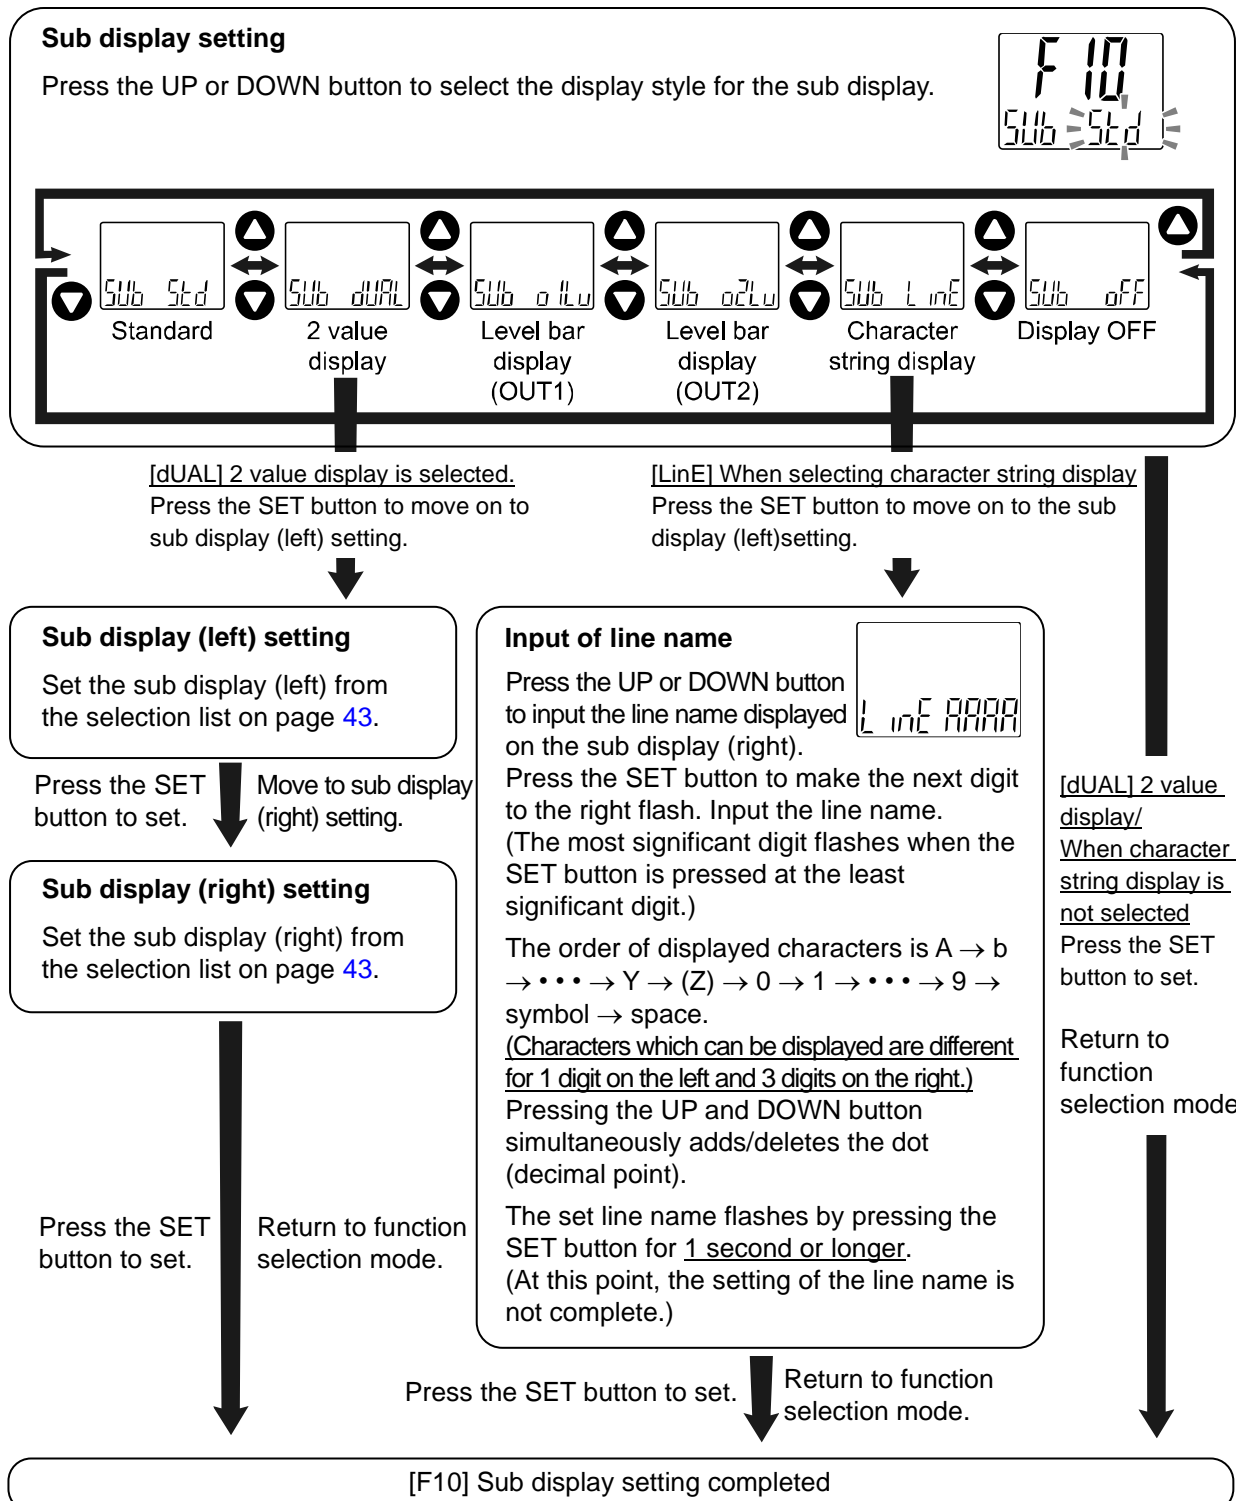 Sub display setting
Press the UP or DOWN button to select the display style for the sub display.
F 10
SUb Std
SUb Std
SUb dUAL
SUb o1Lv
SUb o2Lv
SUb LinE
SUb oFF
Standard
2 value
display
Level bar
display
(OUT1)
Level bar
display
(OUT2)
Character
string display
Display OFF
[dUAL] 2 value display is selected.
Press the SET button to move on to
sub display (left) setting.
[LinE] When selecting character string display
Press the SET button to move on to the sub
display (left)setting.
Sub display (left) setting
Set the sub display (left) from
the selection list on page 43.
Press the SET
button to set.
Move to sub display
(right) setting.
Sub display (right) setting
Set the sub display (right) from
the selection list on page 43.
Press the SET
button to set.
Return to function
selection mode.
Input of line name
LinE AAAA
Press the UP or DOWN button
to input the line name displayed
on the sub display (right).
Press the SET button to make the next digit
to the right flash. Input the line name.
(The most significant digit flashes when the
SET button is pressed at the least
significant digit.)
The order of displayed characters is A → b
→ • • • → Y → (Z) → 0 → 1 → • • • → 9 →
symbol → space.
(Characters which can be displayed are different
for 1 digit on the left and 3 digits on the right.)
Pressing the UP and DOWN button
simultaneously adds/deletes the dot
(decimal point).
The set line name flashes by pressing the
SET button for 1 second or longer.
(At this point, the setting of the line name is
not complete.)
Press the SET button to set.
Return to function
selection mode.
[dUAL] 2 value
display/
When character
string display is
not selected
Press the SET
button to set.
Return to
function
selection mode
[F10] Sub display setting completed